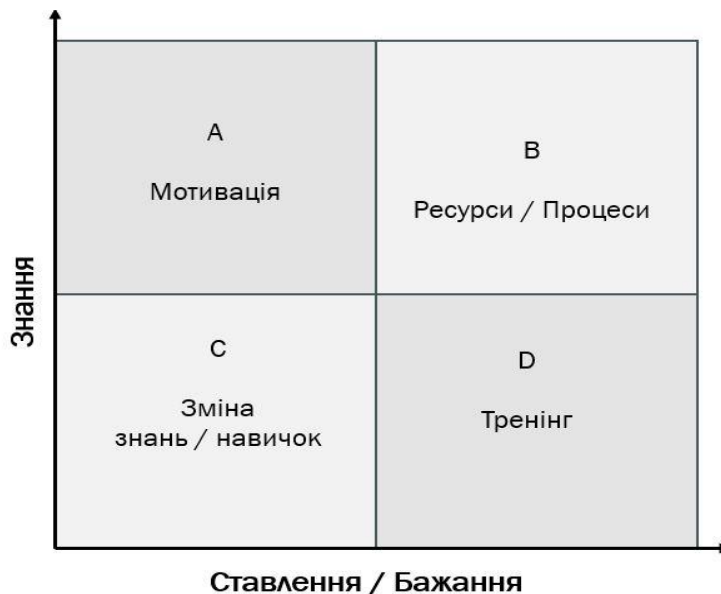 A
Мотивація
B
Ресурси / Процеси
Знання
C
Зміна
знань / навичок
D
Тренінг
Ставлення / Бажання